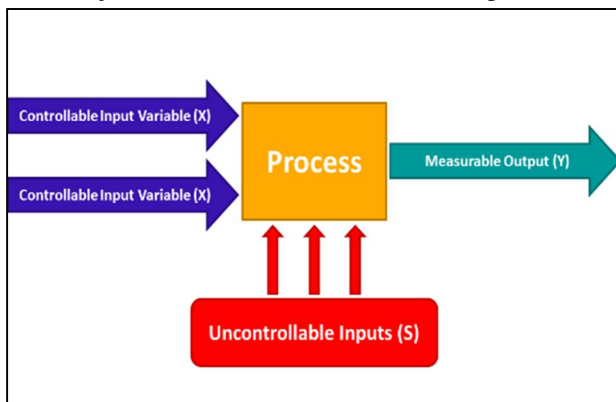 Controllable Input Variable (X)
Process
Measurable Output (Y)
Controllable Input Variable (X)
Uncontrollable Inputs (S)